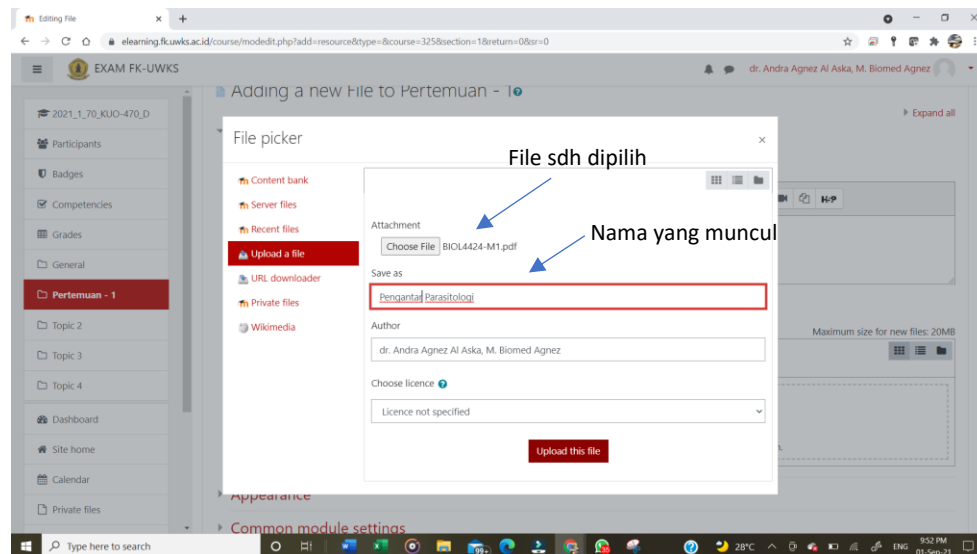 Editing File
elearning.fk.uwks.ac.id/course/modedit.php?add=resource&type=&course=325&section=1&return=0&sr=0
EXAM FK-UWKS
dr. Andra Agnez Al Aska, M. Biomed Agnez
Adding a new File to Pertemuan - 1
Expand all
2021_1_70_KUO-470_D
Participants
Badges
Competencies
Grades
General
Pertemuan - 1
Topic 2
Topic 3
Topic 4
Dashboard
Site home
Calendar
Private files
File picker
File sdh dipilih
Content bank
Server files
Recent files
Upload a file
URL downloader
Private files
Wikimedia
Attachment
Choose File BIOL4424-M1.pdf
Nama yang muncul
Save as
Pengantar Parasitologi
Author
dr. Andra Agnez Al Aska, M. Biomed Agnez
Choose licence
Licence not specified
Upload this file
H-P
Maximum size for new files: 20MB
Appearance
Common module settings
Type here to search
99+
28°C
ENG
9:52 PM
01-Sep-21